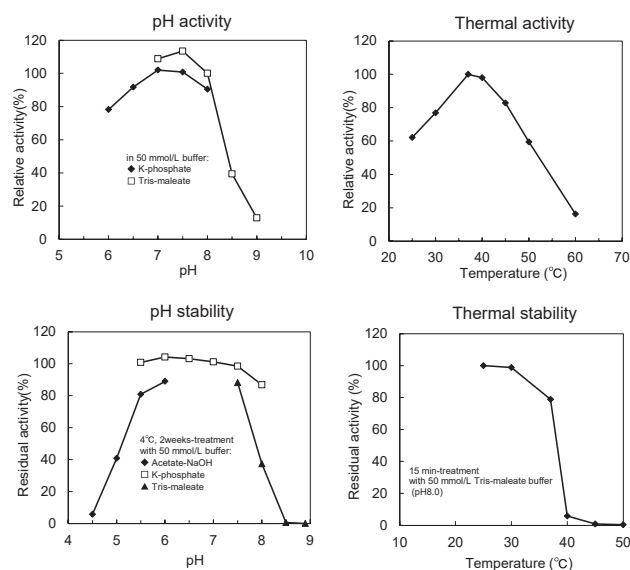 pH activity
Relative activity(%)
120
100
80
60
40
20
0
in 50 mmol/L buffer:
K-phosphate
Tris-maleate
5 6 7 8 9 10
pH
Thermal activity
Relative activity(%)
120
100
80
60
40
20
0
20 30 40 50 60 70
Temperature (℃)
pH stability
Residual activity(%)
120
100
80
60
40
20
0
4℃, 2weeks-treatment
with 50 mmol/L buffer:
Acetate-NaOH
K-phosphate
Tris-maleate
4 5 6 7 8 9
pH
Thermal stability
Residual activity (%)
120
100
80
60
40
20
0
15 min-treatment
with 50 mmol/L Tris-maleate buffer
(pH8.0)
10 20 30 40 50
Temperature (℃)